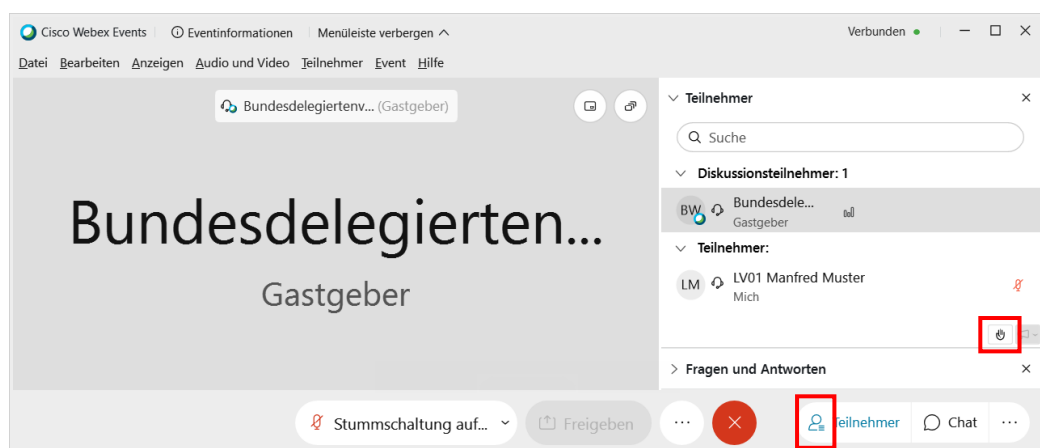 Cisco Webex Events Eventinformationen Menüleiste verbergen Verbunden
Datei Bearbeiten Anzeigen Audio und Video Teilnehmer Event Hilfe
Bundesdelegiertenv... (Gastgeber)
Bundesdelegierten...
Gastgeber
Teilnehmer
Suche
Diskussionsteilnehmer: 1
BW Bundesdele...
Gastgeber
Teilnehmer:
LM LV01 Manfred Muster
Mich
Fragen und Antworten
Stummschaltung auf... Freigeben ... Teilnehmer Chat ...